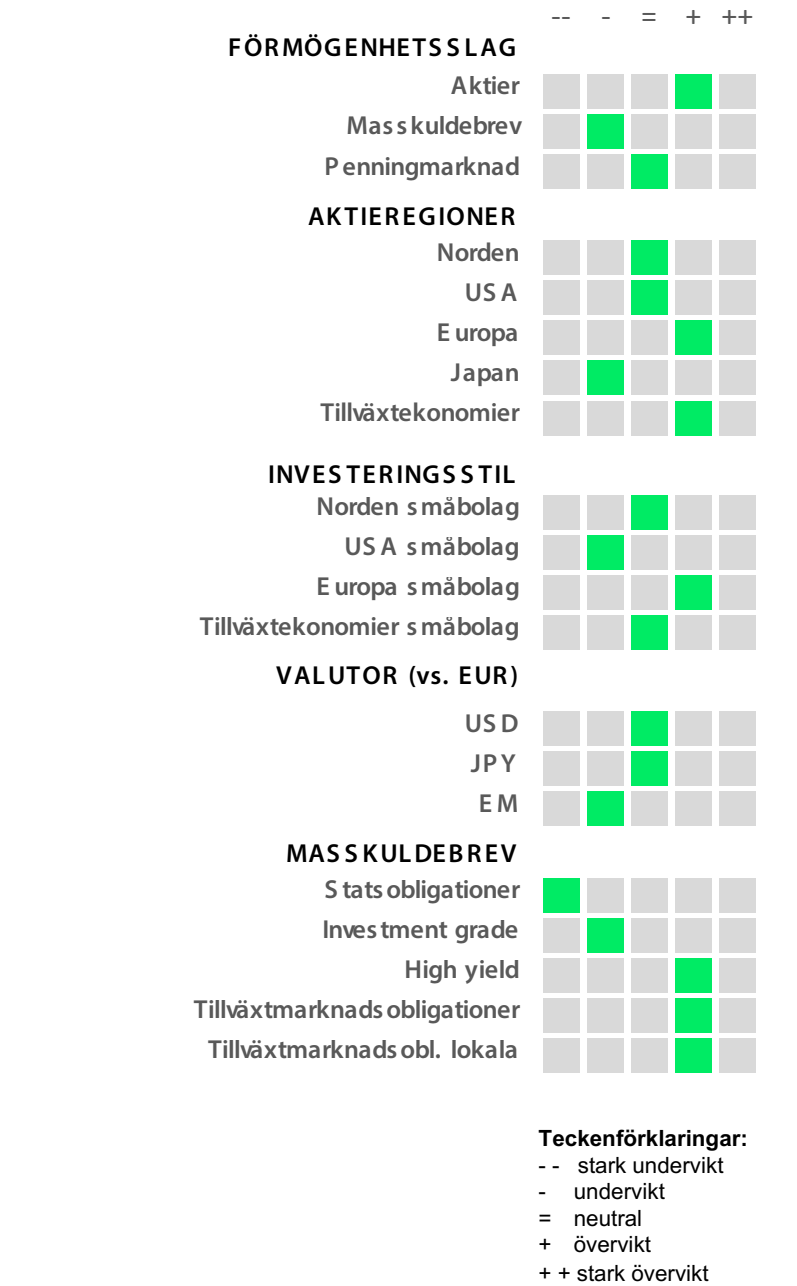 -- - = + ++
FÖRMÖGENHETSSLAG
Aktier
Masskuldebrev
Penningmarknad
AKTIEREGIONER
Norden
USA
Europa
Japan
Tillväxtekonomier
INVESTERINGSSTIL
Norden småbolag
USA småbolag
Europa småbolag
Tillväxtekonomier småbolag
VALUTOR (vs. EUR)
USD
JPY
EM
MASSKULDEBREV
Statsobligationer
Investment grade
High yield
Tillväxtmarknadsobligationer
Tillväxtmarknadsobl. lokala
Teckenförklaringar:
- - stark undervikt
- undervikt
= neutral
+ övervikt
+ + stark övervikt